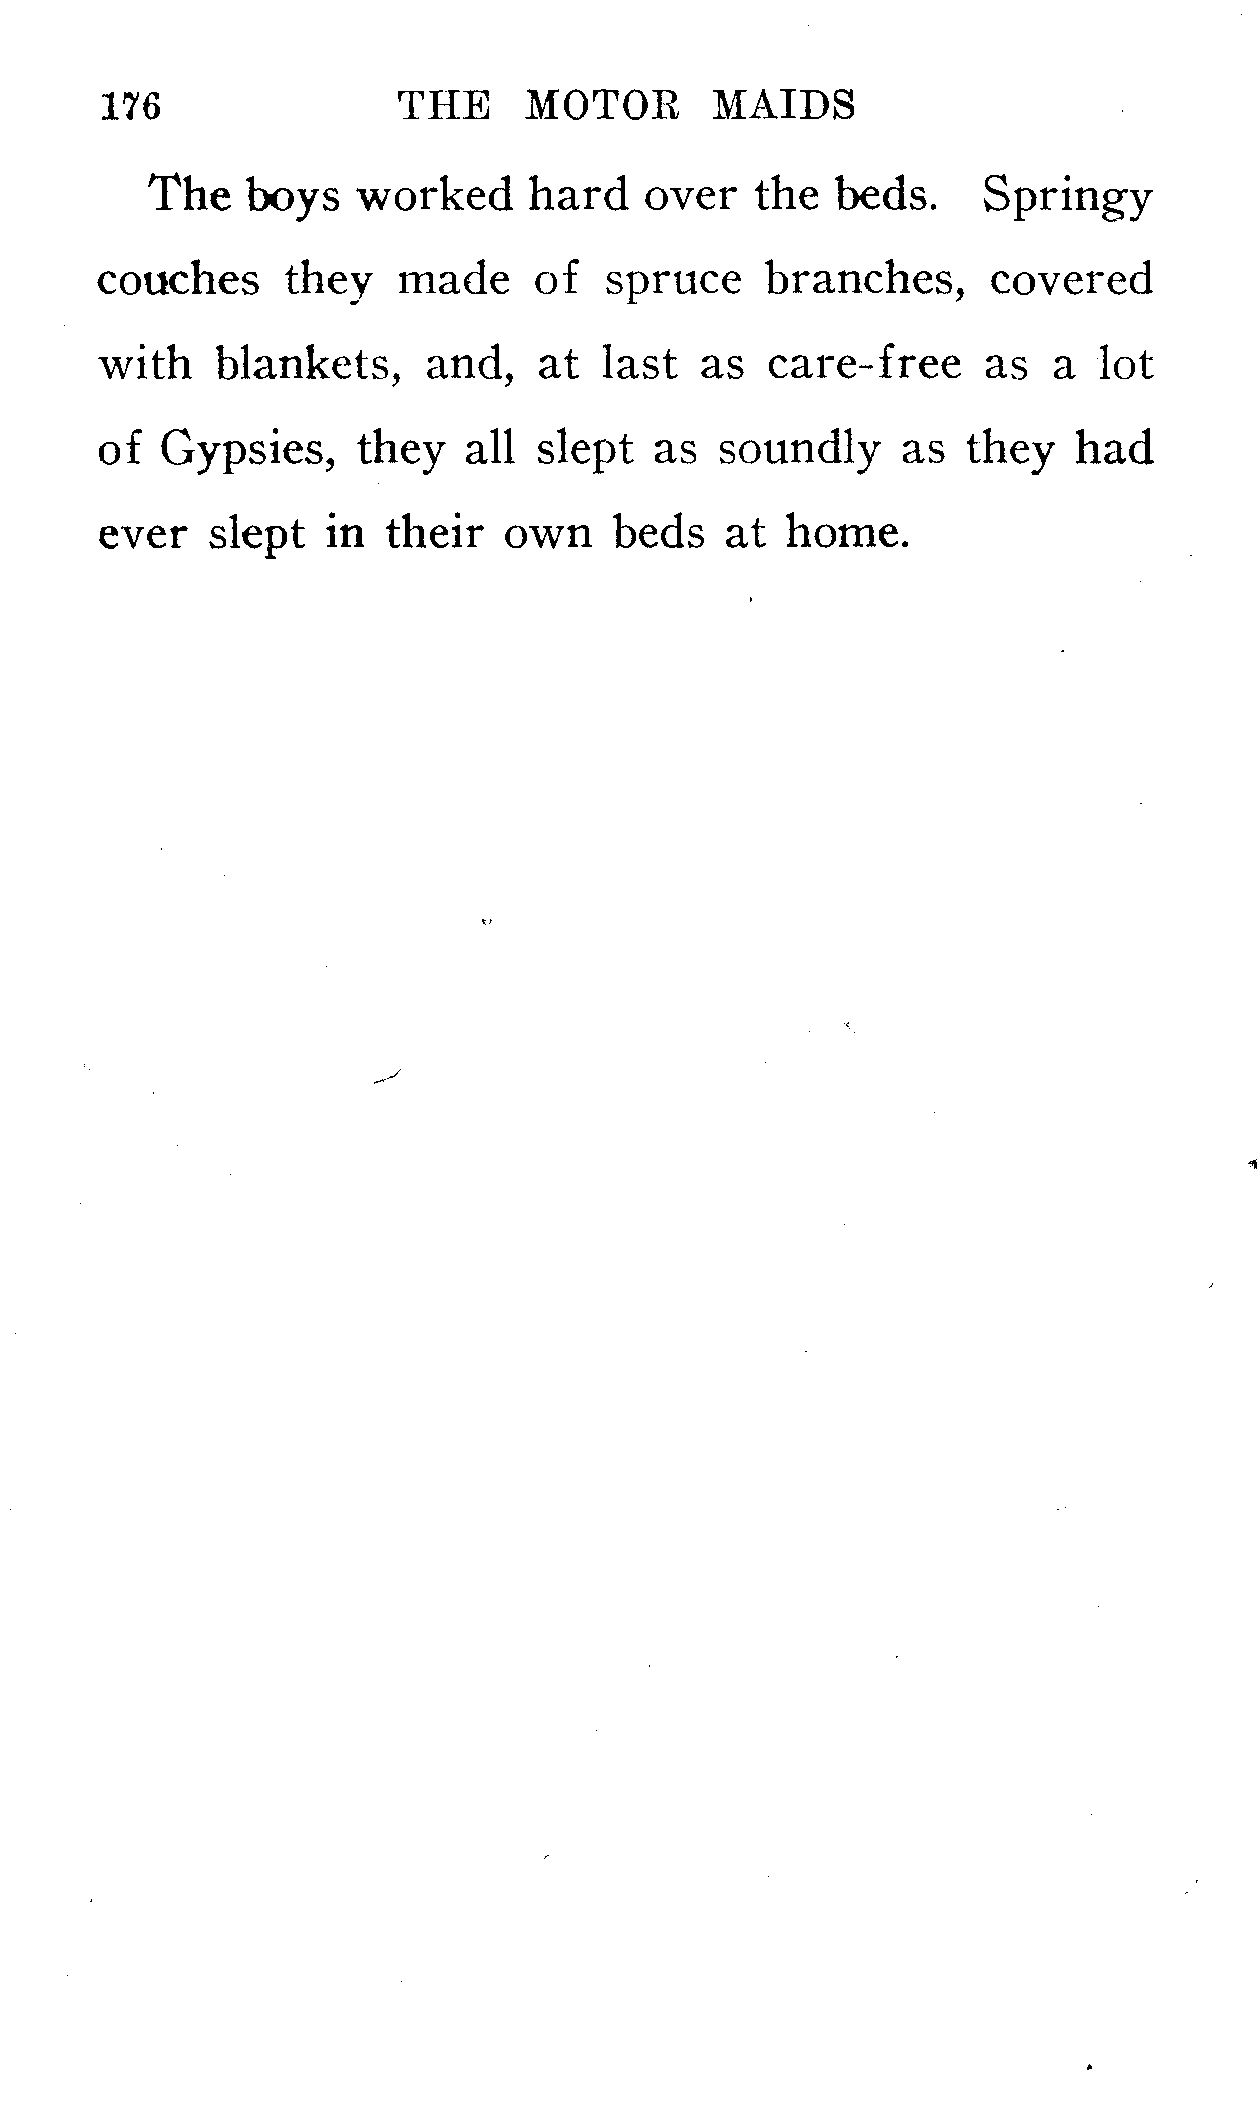 176 THE MOTOR MAIDS
The boys worked hard over the beds. Springy
couches they made of spruce branches, covered
with blankets, and, at last as care-free as a lot
of Gypsies, they all slept as soundly as they had
ever slept in their own beds at home.